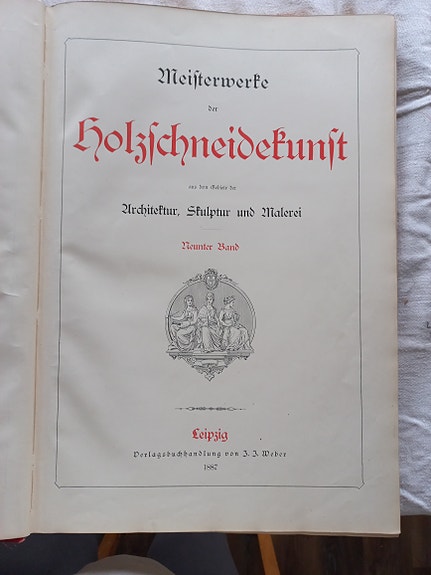 Meisterwerke
der
Holzschneidekunst
aus dem Gebiete der
Architektur, Skulptur und Malerei
Neunter Band
Leipzig
Verlagsbuchhandlung von J. J. Weber
1887